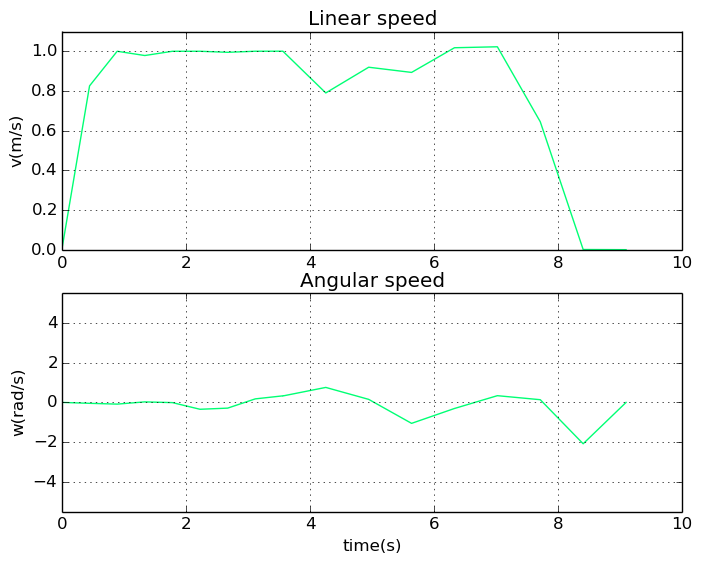 Linear speed
v(m/s)
1.0
0.8
0.6
0.4
0.2
0.0
0 2 4 6 8 10
Angular speed
w(rad/s)
4
2
0
−2
−4
0 2 4 6 8 10
time(s)